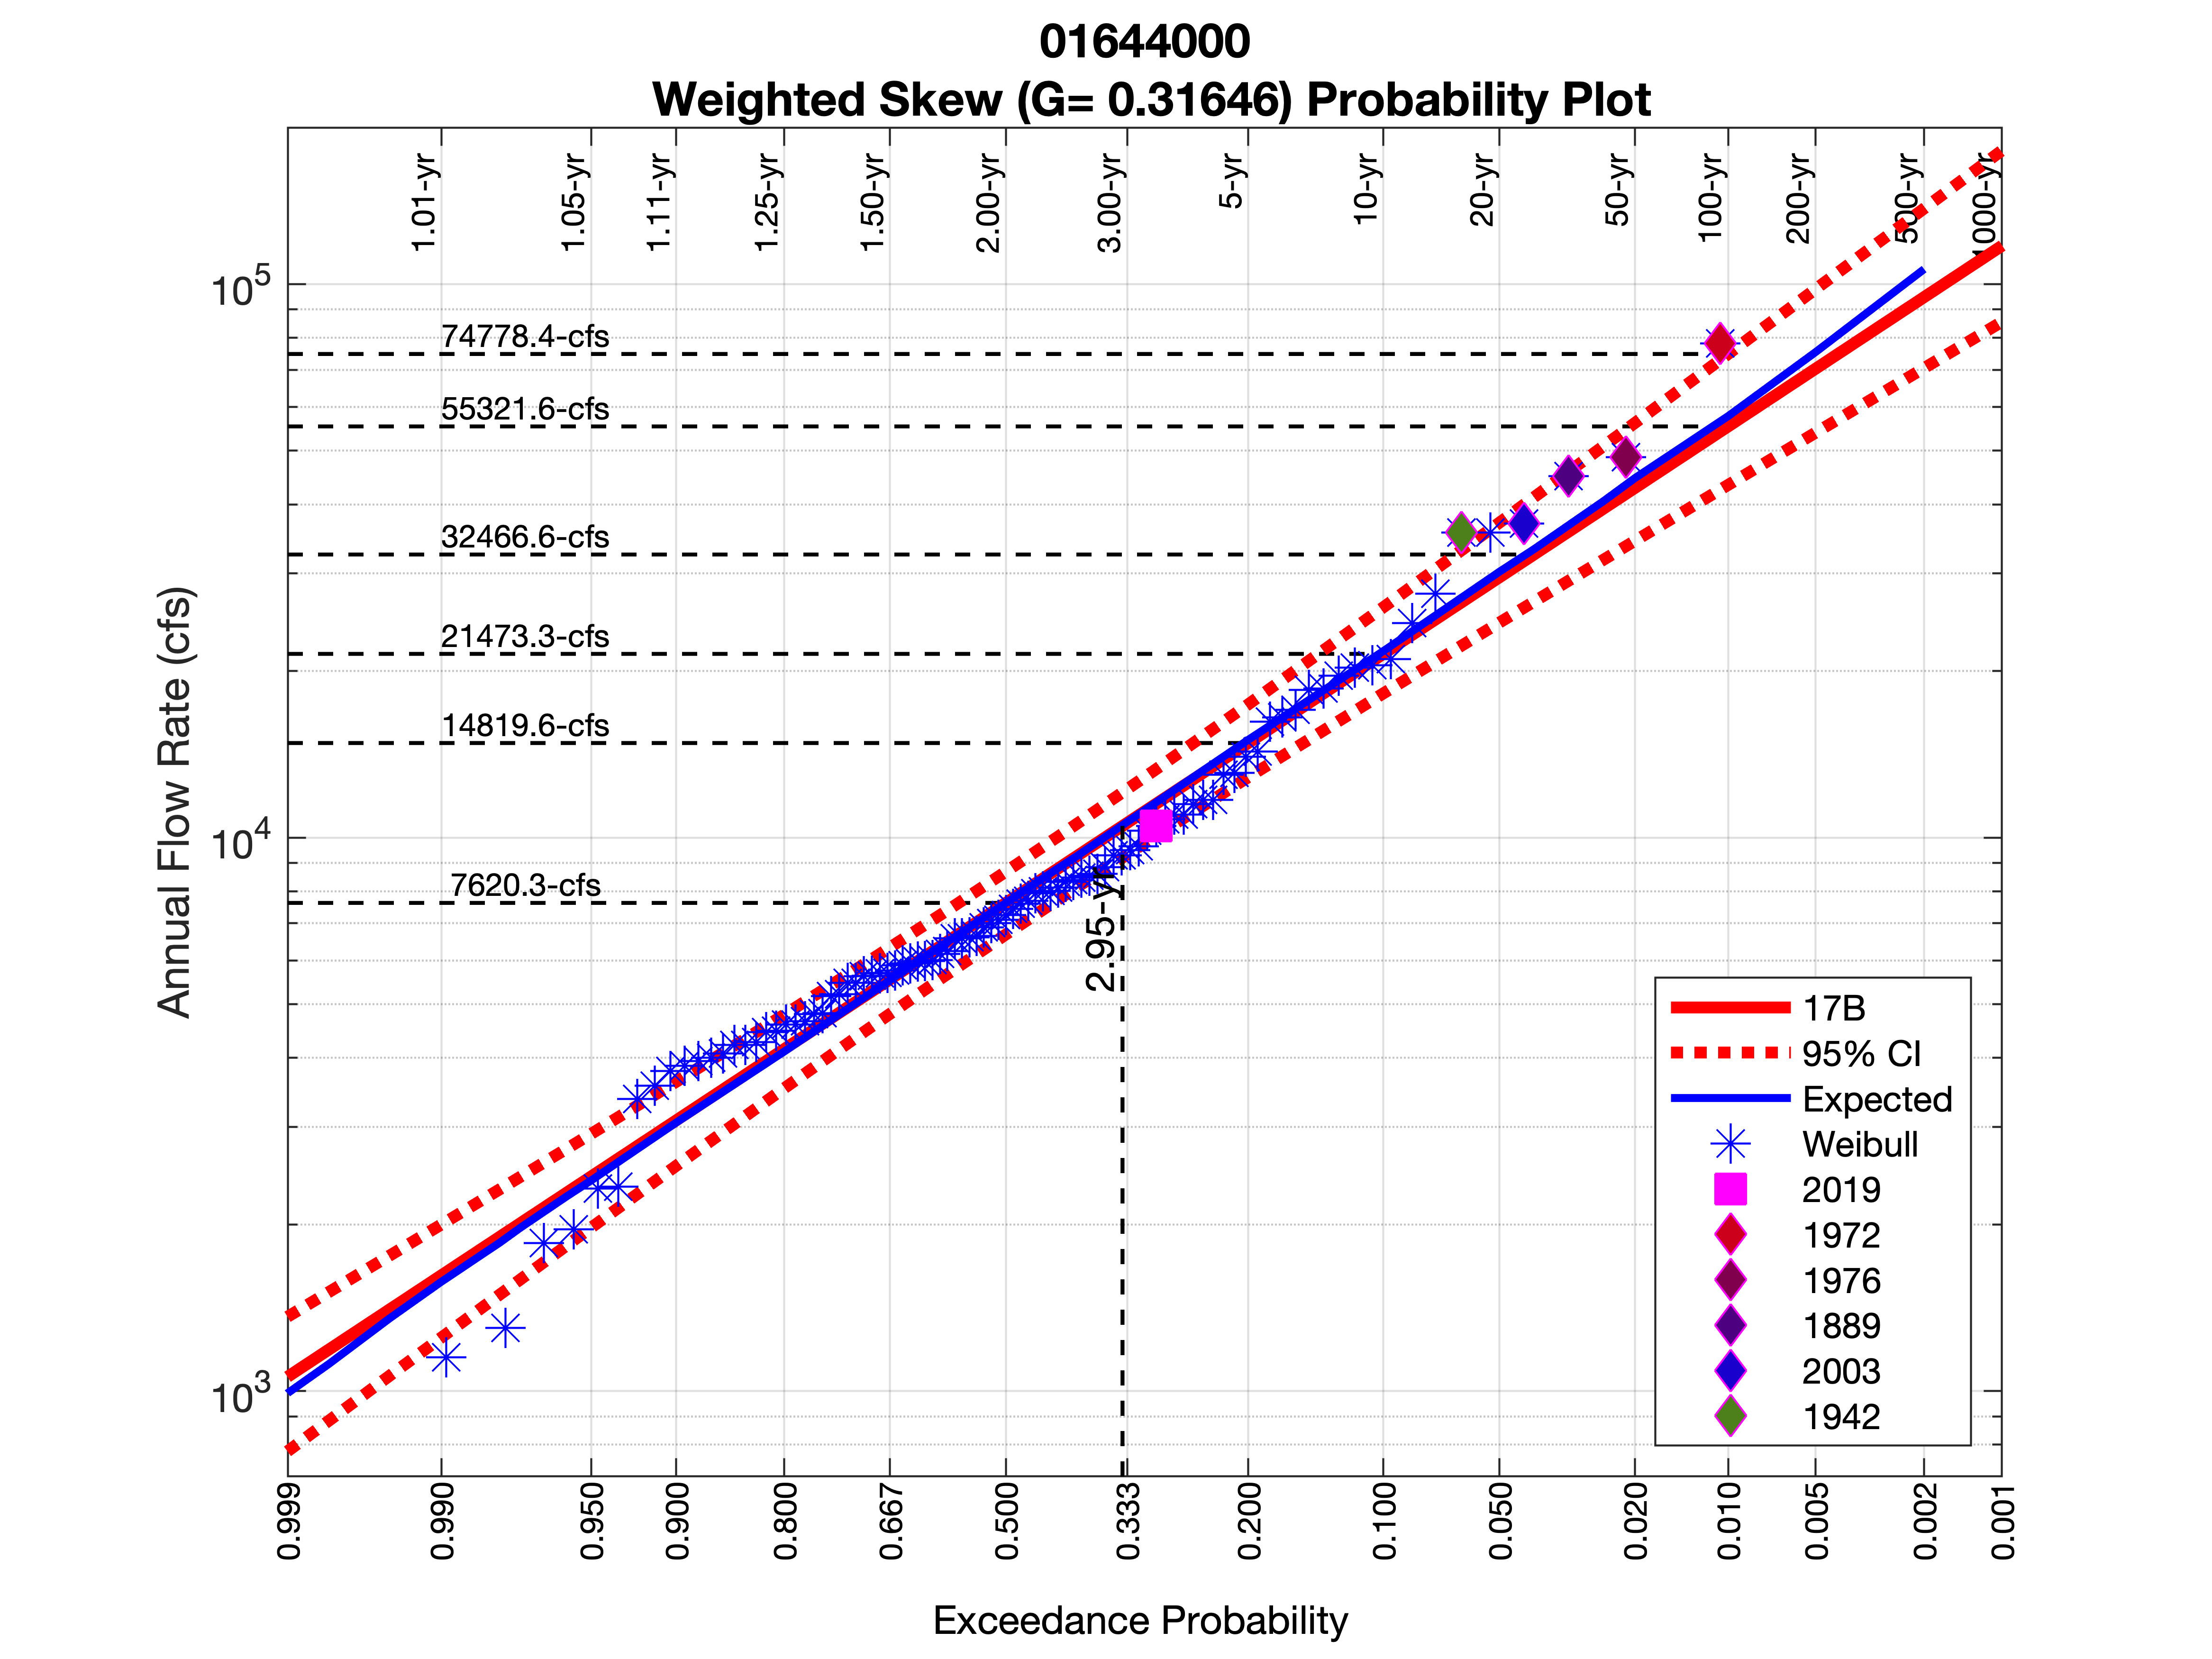 01644000
Weighted Skew (G= 0.31646) Probability Plot
1.01-yr
1.05-yr
1.11-yr
1.25-yr
1.50-yr
2.00-yr
3.00-yr
5-yr
10-yr
20-yr
50-yr
100-yr
200-yr
500-yr
1000-yr
10^5
10^4
10^3
Annual Flow Rate (cfs)
74778.4-cfs
55321.6-cfs
32466.6-cfs
21473.3-cfs
14819.6-cfs
7620.3-cfs
2.95-yr
17B
95% CI
Expected
Weibull
2019
1972
1976
1889
2003
1942
0.999
0.990
0.950
0.900
0.800
0.667
0.500
0.333
0.200
0.100
0.050
0.020
0.010
0.005
0.002
0.001
Exceedance Probability